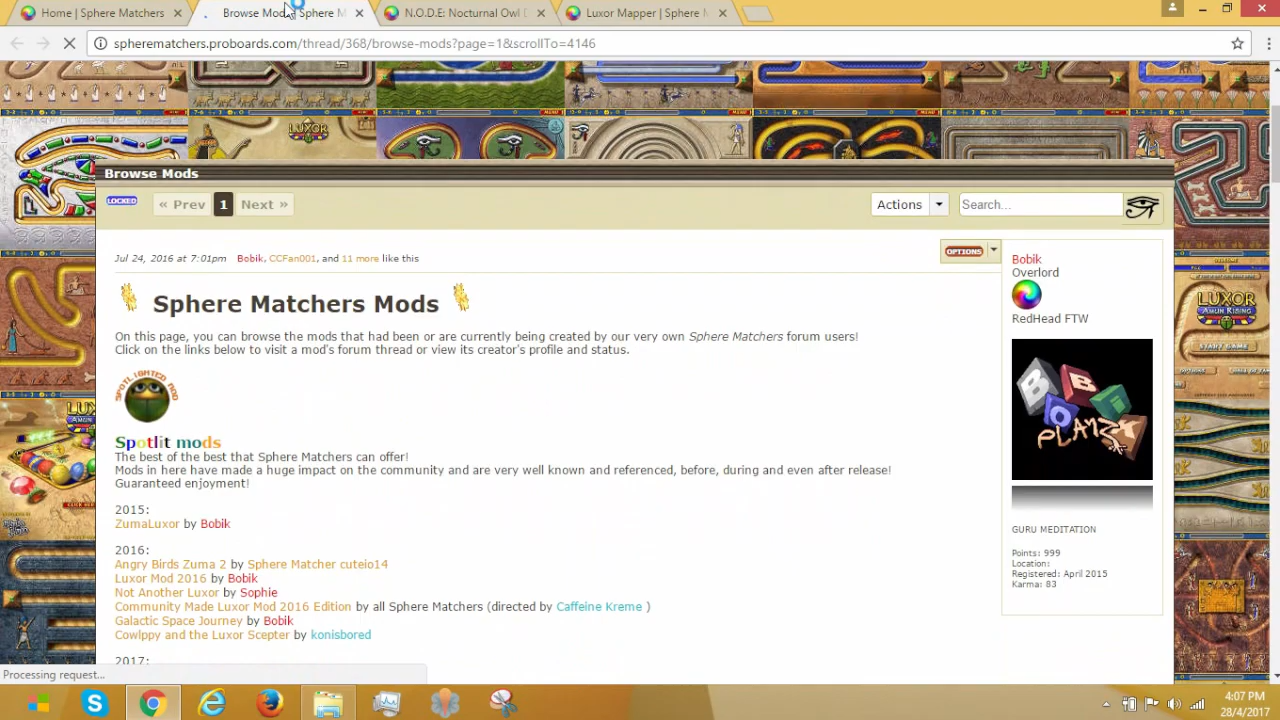 Home | Sphere Matchers
Browse Mods | Sphere M
N.O.D.E: Nocturnal Owl D
Luxor Mapper | Sphere M
spherematchers.proboards.com/thread/368/browse-mods?page=1&scrollTo=4146
LUXOR
Browse Mods
LOCKED
« Prev 1 Next »
Actions
Search...
Jul 24, 2016 at 7:01pm Bobik, CCFan001, and 11 more like this
OPTIONS
Bobik
Overlord
RedHead FTW
Sphere Matchers Mods
On this page, you can browse the mods that had been or are currently being created by our very own Sphere Matchers forum users!
Click on the links below to visit a mod's forum thread or view its creator's profile and status.
SPOTLIGHTED MOD
BOBIK
PLAYZ
Spotlit mods
The best of the best that Sphere Matchers can offer!
Mods in here have made a huge impact on the community and are very well known and referenced, before, during and even after release!
Guaranteed enjoyment!
2015:
ZumaLuxor by Bobik
2016:
Angry Birds Zuma 2 by Sphere Matcher cuteio14
Luxor Mod 2016 by Bobik
Not Another Luxor by Sophie
Community Made Luxor Mod 2016 Edition by all Sphere Matchers (directed by Caffeine Kreme )
Galactic Space Journey by Bobik
Cowlppy and the Luxor Scepter by konisbored
2017:
GURU MEDITATION
Points: 999
Location:
Registered: April 2015
Karma: 83
LUXOR
AMUN RISING
START GAME
Processing request...
4:07 PM
28/4/2017